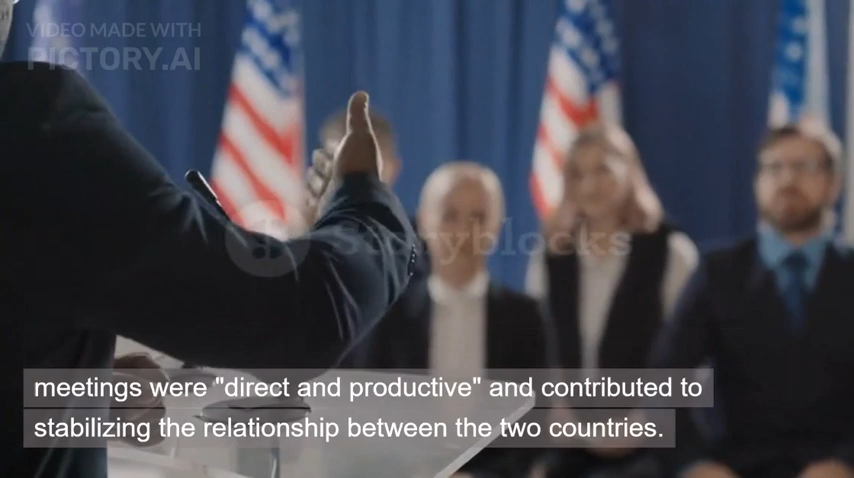 VIDEO MADE WITH
PICTORY.AI
Storyblocks
meetings were "direct and productive" and contributed to
stabilizing the relationship between the two countries.